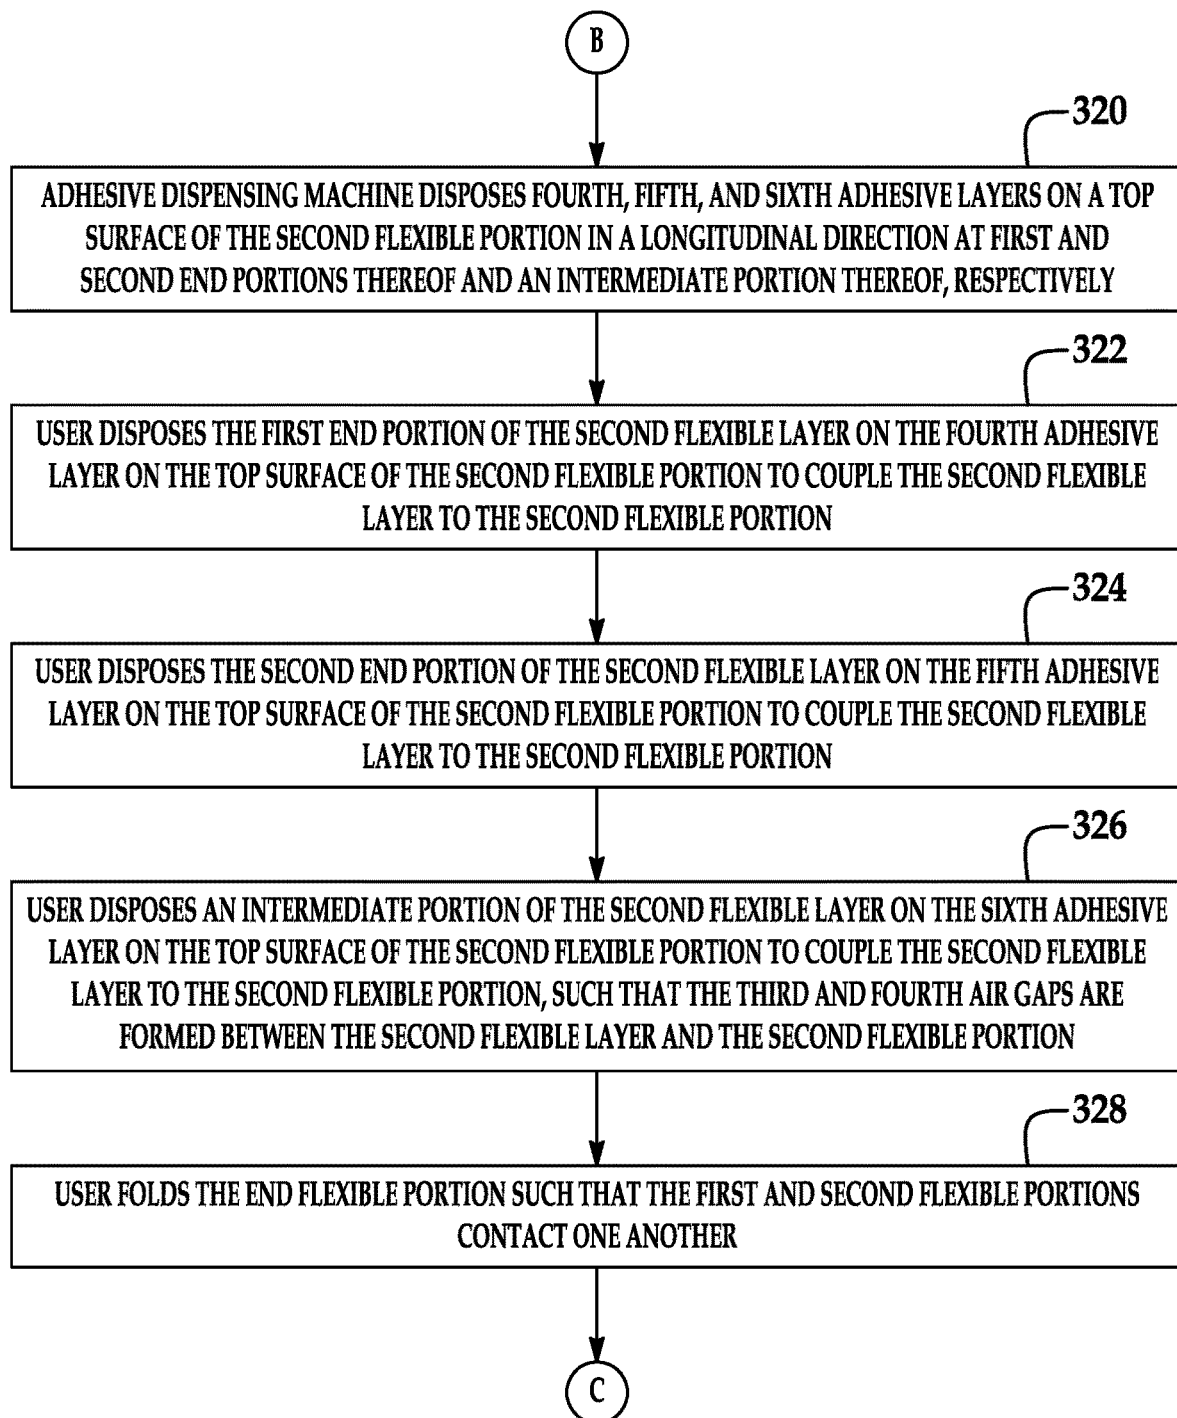 B
320
ADHESIVE DISPENSING MACHINE DISPOSES FOURTH, FIFTH, AND SIXTH ADHESIVE LAYERS ON A TOP
SURFACE OF THE SECOND FLEXIBLE PORTION IN A LONGITUDINAL DIRECTION AT FIRST AND
SECOND END PORTIONS THEREOF AND AN INTERMEDIATE PORTION THEREOF, RESPECTIVELY
322
USER DISPOSES THE FIRST END PORTION OF THE SECOND FLEXIBLE LAYER ON THE FOURTH ADHESIVE
LAYER ON THE TOP SURFACE OF THE SECOND FLEXIBLE PORTION TO COUPLE THE SECOND FLEXIBLE
LAYER TO THE SECOND FLEXIBLE PORTION
324
USER DISPOSES THE SECOND END PORTION OF THE SECOND FLEXIBLE LAYER ON THE FIFTH ADHESIVE
LAYER ON THE TOP SURFACE OF THE SECOND FLEXIBLE PORTION TO COUPLE THE SECOND FLEXIBLE
LAYER TO THE SECOND FLEXIBLE PORTION
326
USER DISPOSES AN INTERMEDIATE PORTION OF THE SECOND FLEXIBLE LAYER ON THE SIXTH ADHESIVE
LAYER ON THE TOP SURFACE OF THE SECOND FLEXIBLE PORTION TO COUPLE THE SECOND FLEXIBLE
LAYER TO THE SECOND FLEXIBLE PORTION, SUCH THAT THE THIRD AND FOURTH AIR GAPS ARE
FORMED BETWEEN THE SECOND FLEXIBLE LAYER AND THE SECOND FLEXIBLE PORTION
328
USER FOLDS THE END FLEXIBLE PORTION SUCH THAT THE FIRST AND SECOND FLEXIBLE PORTIONS
CONTACT ONE ANOTHER
C